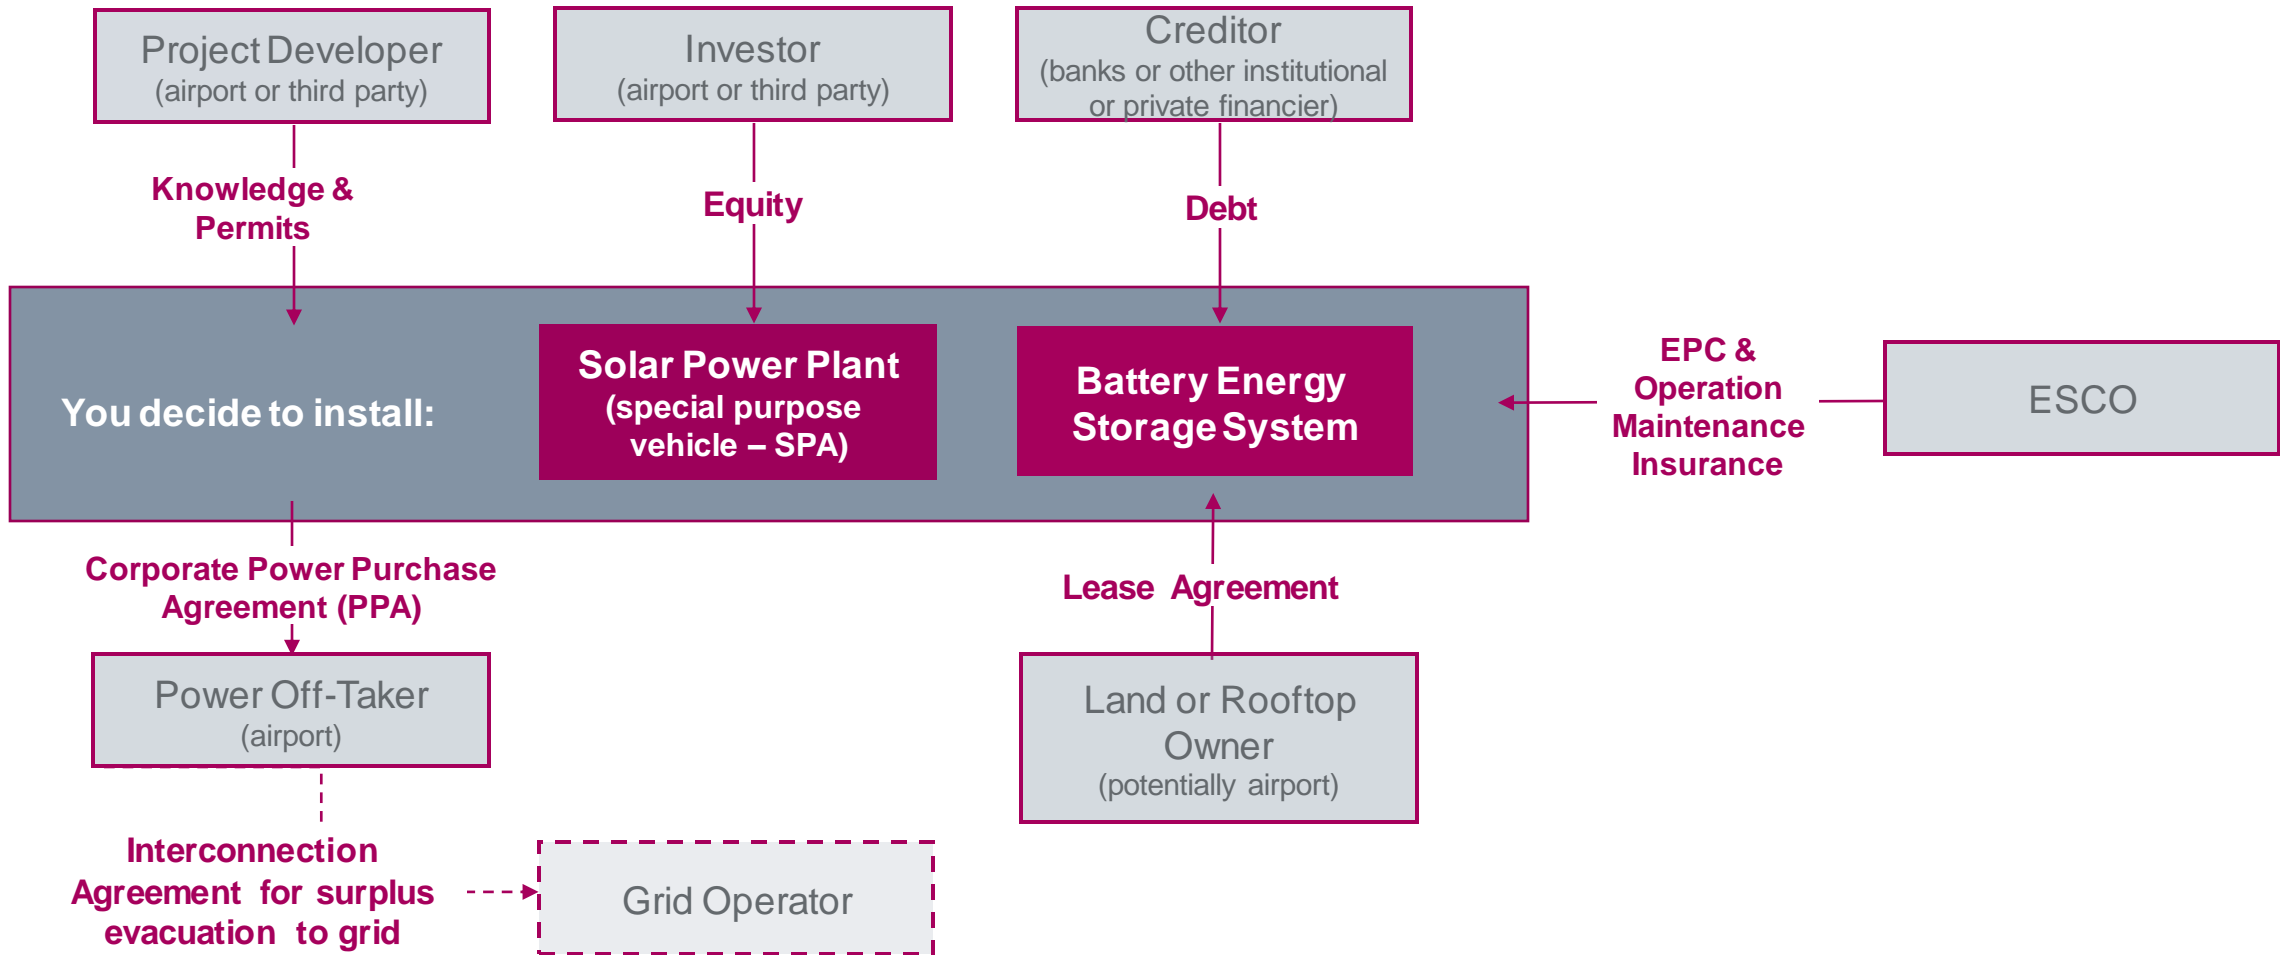 Project Developer
(airport or third party)
Investor
(airport or third party)
Creditor
(banks or other institutional
or private financier)
Knowledge &
Permits
Equity
Debt
You decide to install:
Solar Power Plant
(special purpose
vehicle – SPA)
Battery Energy
Storage System
EPC &
Operation
Maintenance
Insurance
ESCO
Corporate Power Purchase
Agreement (PPA)
Lease Agreement
Power Off-Taker
(airport)
Land or Rooftop
Owner
(potentially airport)
Interconnection
Agreement for surplus
evacuation to grid
Grid Operator